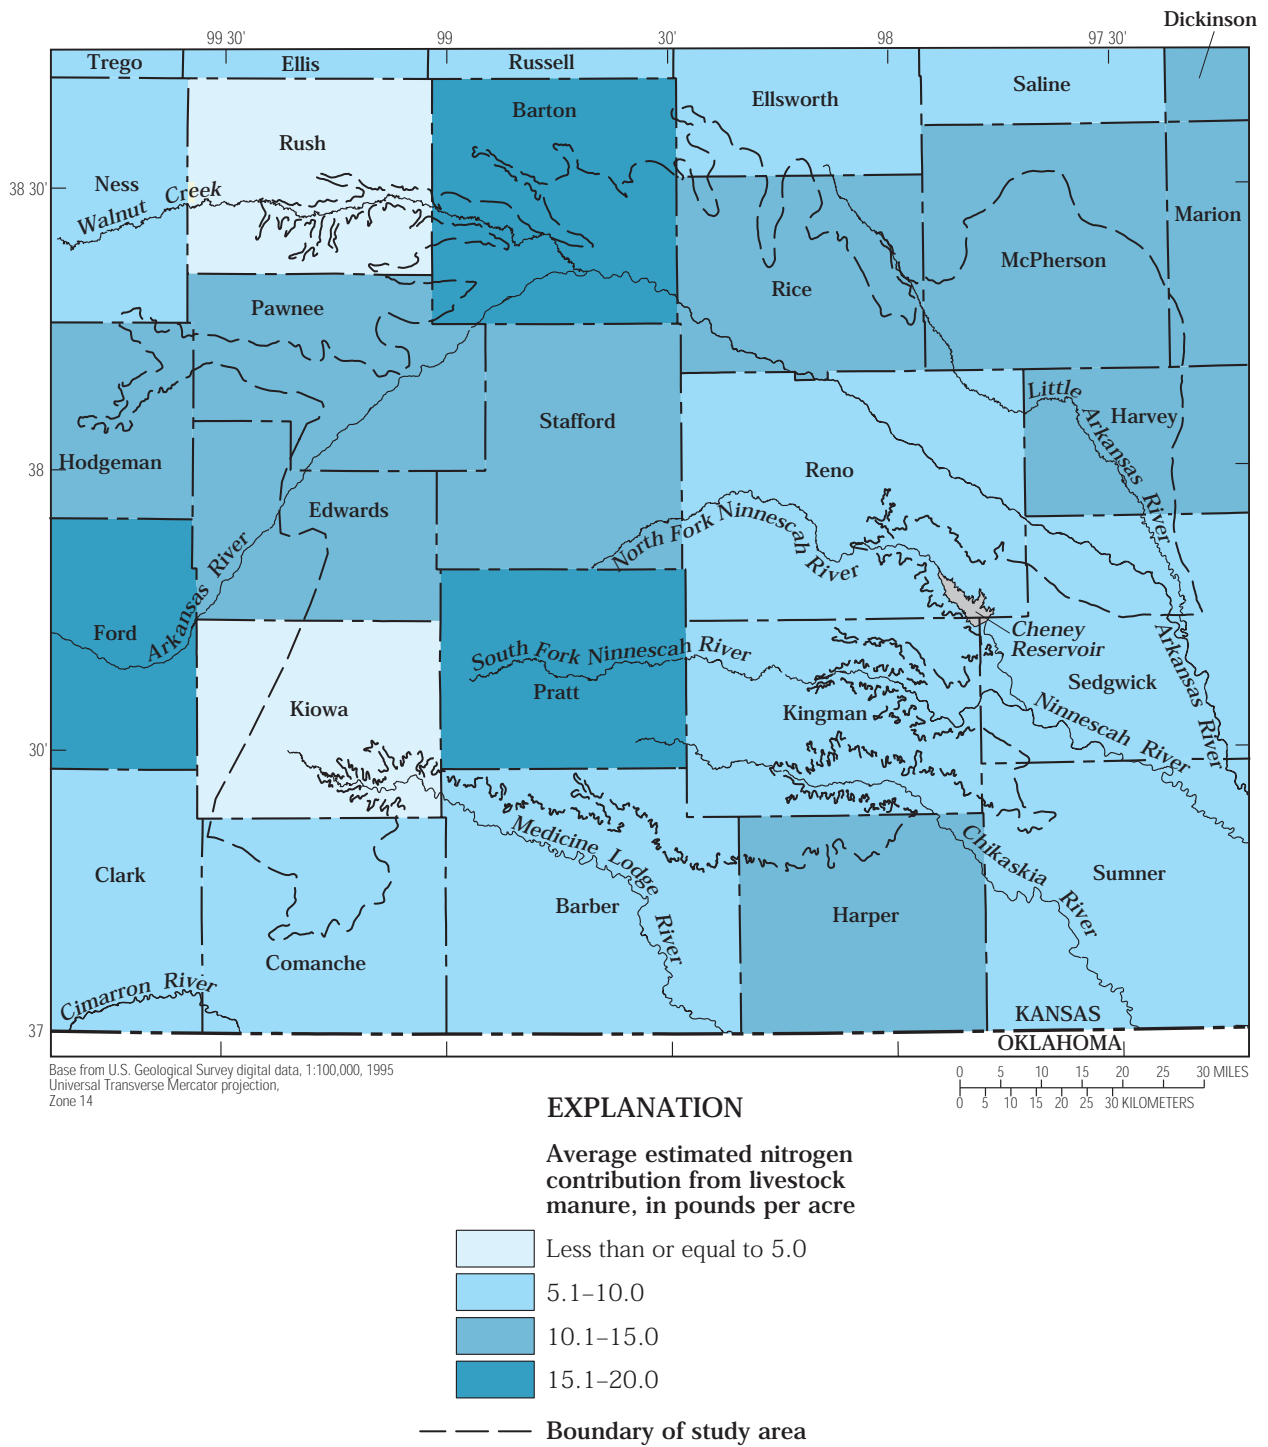 Dickinson
99 30'
99
30'
98
97 30'
Trego
Ellis
Russell
Ellsworth
Saline
Barton
Rush
38 30'
Ness
Walnut Creek
Marion
McPherson
Rice
Pawnee
Little Arkansas River
Harvey
Stafford
Hodgeman
38
Reno
Edwards
North Fork Ninnescah River
Arkansas River
Ford
Cheney
Reservoir
South Fork Ninnescah River
Arkansas River
Sedgwick
Pratt
Kiowa
Kingman
Ninnescah River
30'
Medicine Lodge River
Chikaskia River
Clark
Sumner
Barber
Harper
Comanche
Cimarron River
KANSAS
37
OKLAHOMA
Base from U.S. Geological Survey digital data, 1:100,000, 1995
Universal Transverse Mercator projection,
Zone 14
0 5 10 15 20 25 30 MILES
0 5 10 15 20 25 30 KILOMETERS
EXPLANATION
Average estimated nitrogen
contribution from livestock
manure, in pounds per acre
Less than or equal to 5.0
5.1–10.0
10.1–15.0
15.1–20.0
Boundary of study area